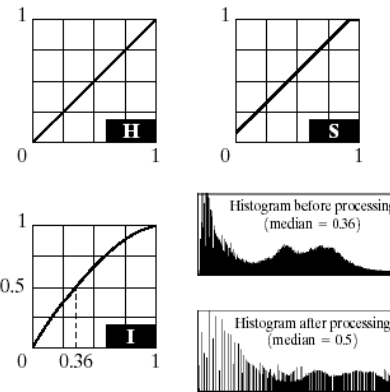 1
H
0
1
1
S
0
1
1
0.5
I
0
0.36
1
Histogram before processing
(median = 0.36)
Histogram after processing
(median = 0.5)